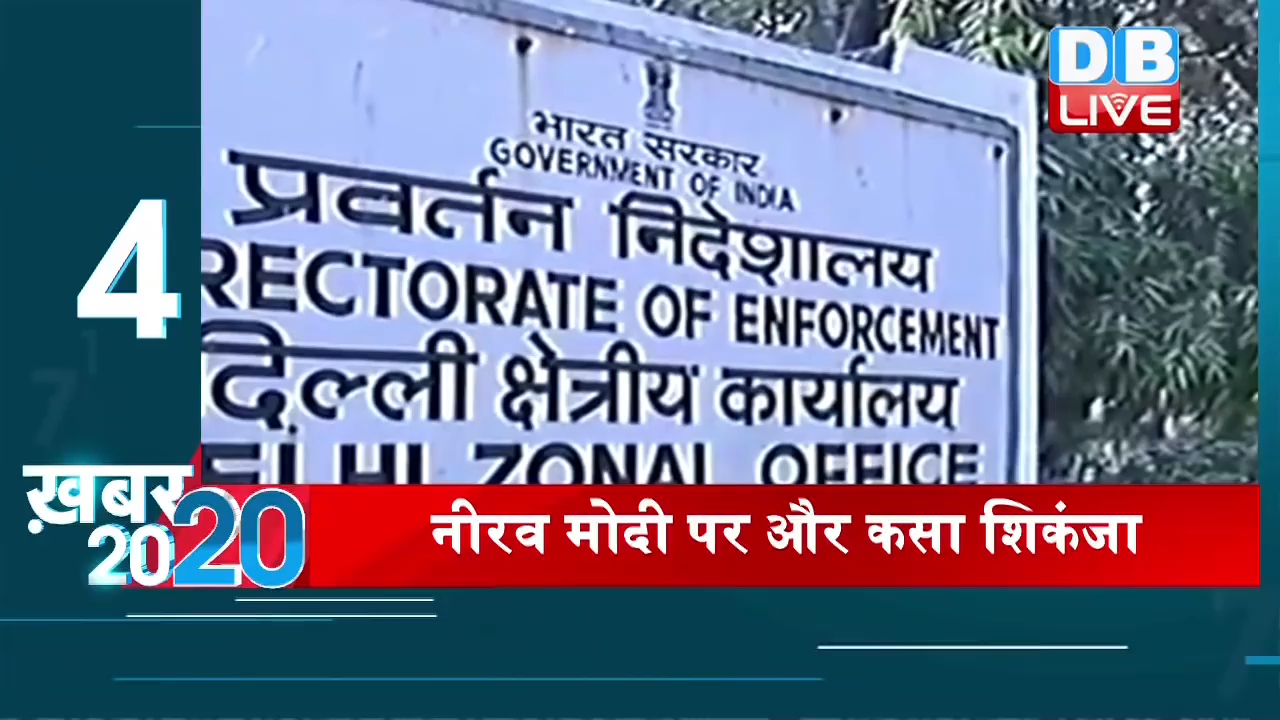 DB
LIVE
भारत सरकार
GOVERNMENT OF INDIA
प्रवर्तन निदेशालय
RECTORATE OF ENFORCEMENT
दिल्ली क्षेत्रीय कार्यालय
ELHI ZONAL OFFICE
4
ख़बर
2020
नीरव मोदी पर और कसा शिकंजा